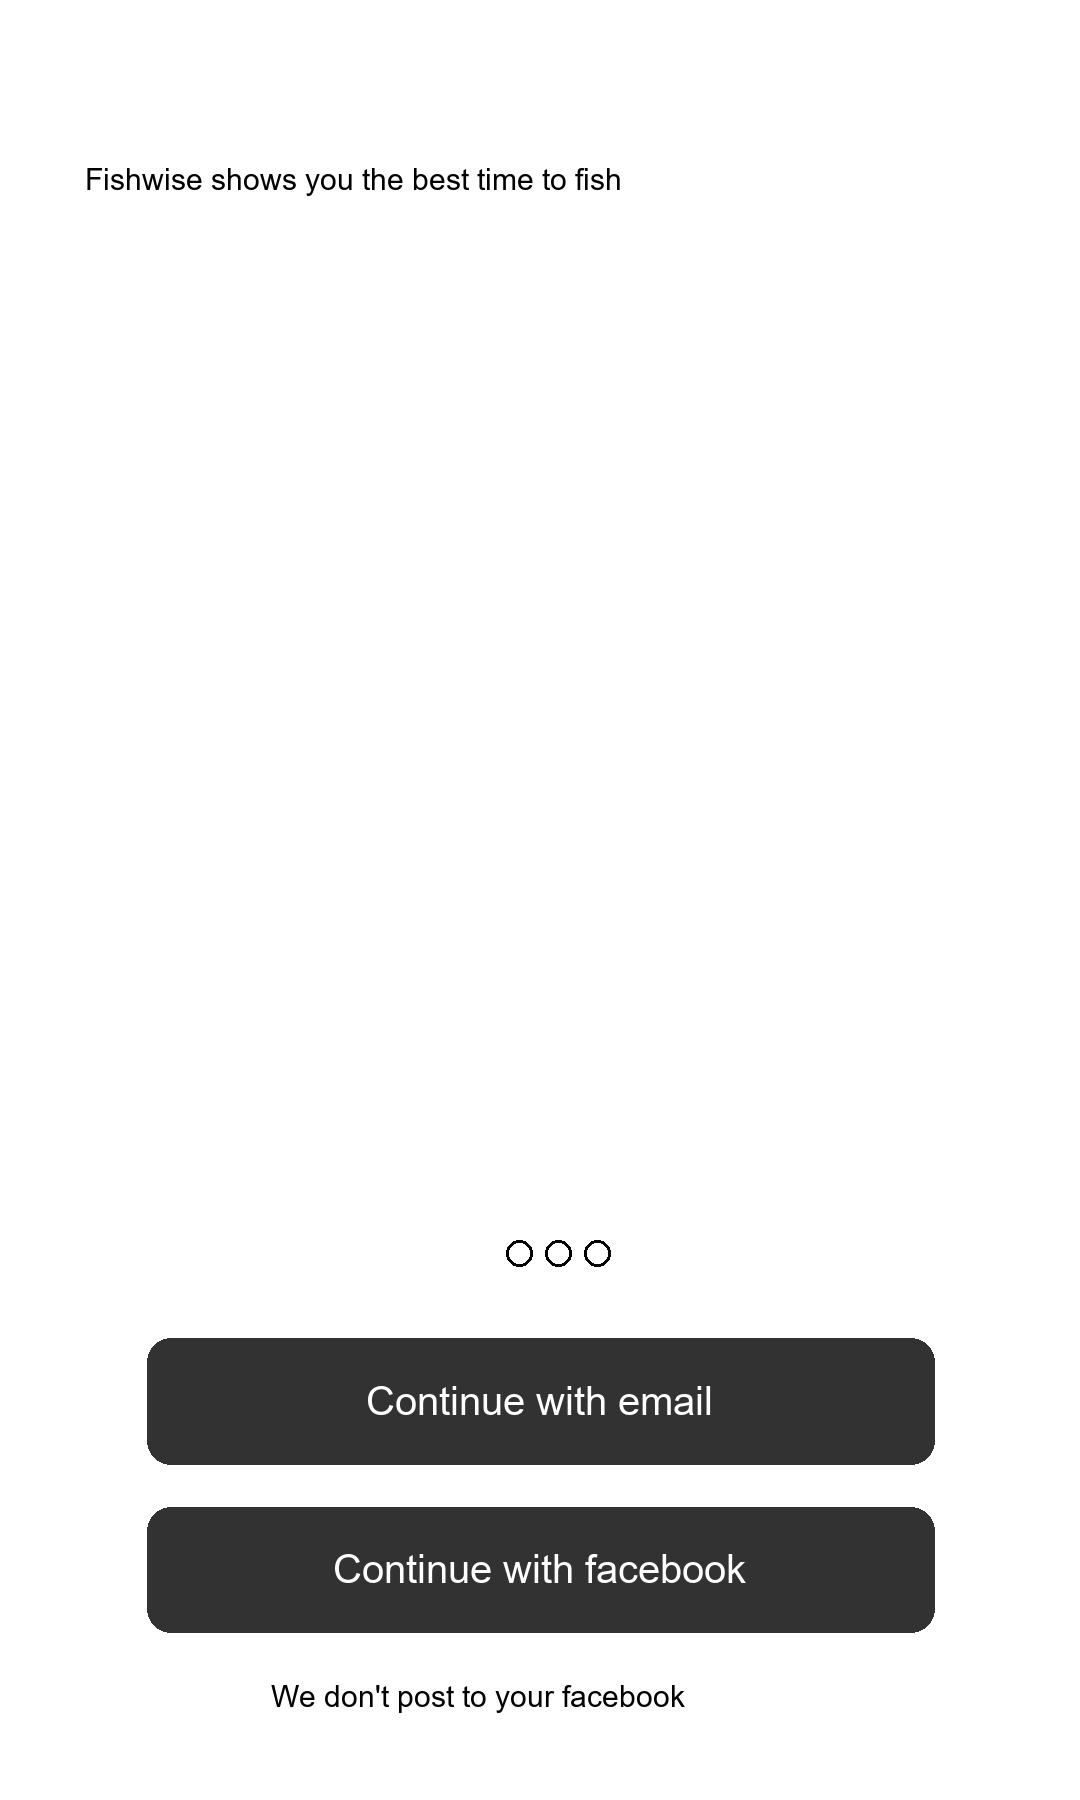 Fishwise shows you the best time to fish
Continue with email
Continue with facebook
We don't post to your facebook